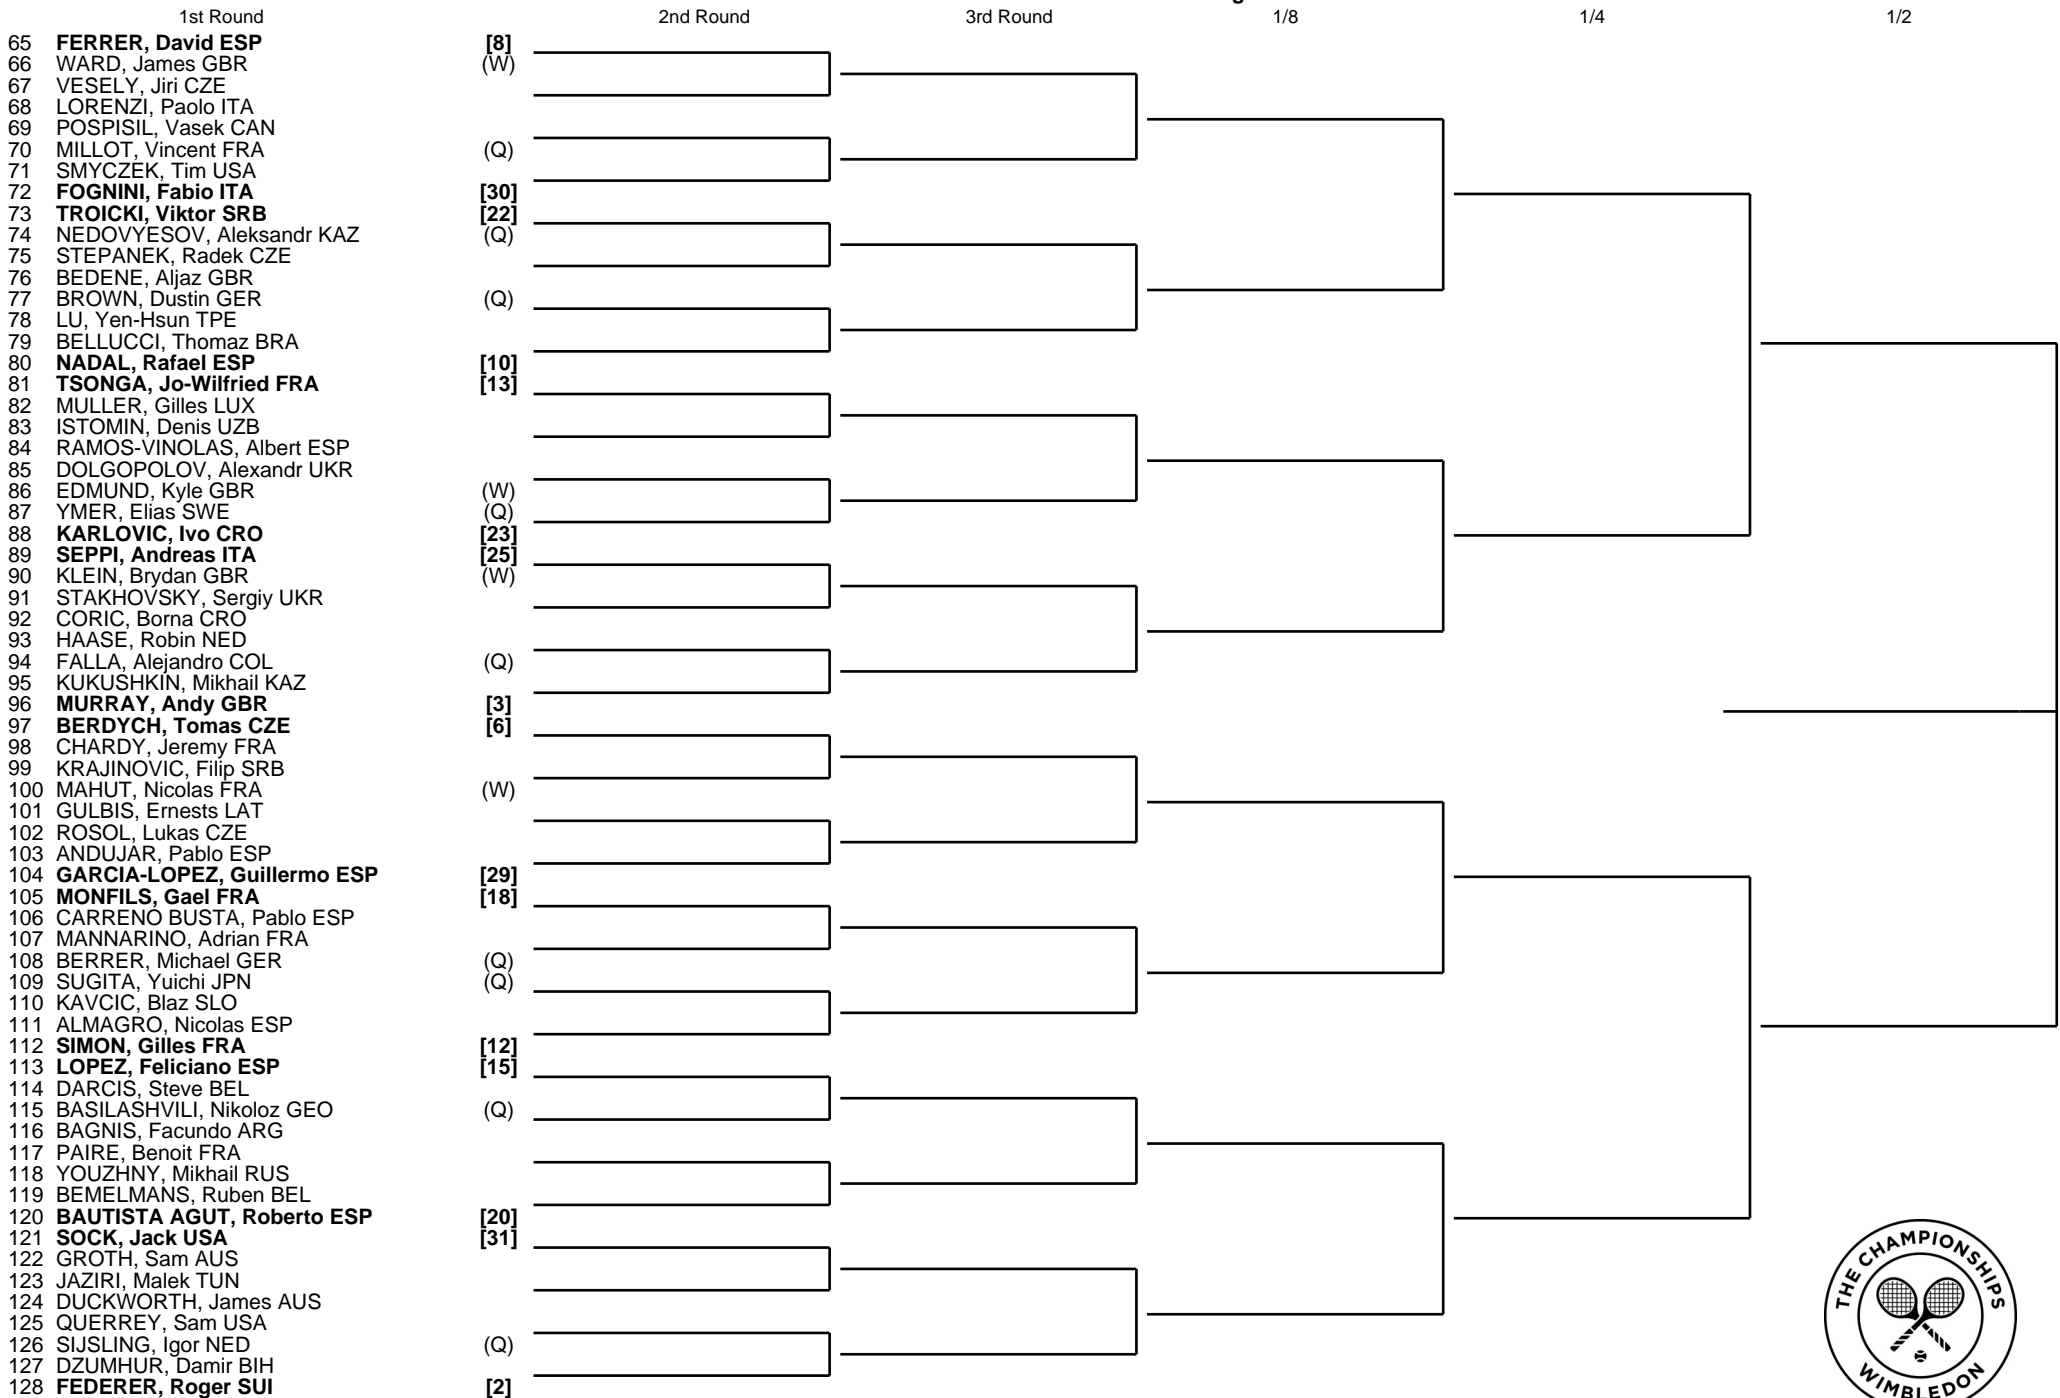 1st Round 2nd Round 3rd Round 1/8 1/4 1/2
65 FERRER, David ESP [8]
66 WARD, James GBR (W)
67 VESELY, Jiri CZE
68 LORENZI, Paolo ITA
69 POSPISIL, Vasek CAN
70 MILLOT, Vincent FRA (Q)
71 SMYCZEK, Tim USA
72 FOGNINI, Fabio ITA [30]
73 TROICKI, Viktor SRB [22]
74 NEDOVYESOV, Aleksandr KAZ (Q)
75 STEPANEK, Radek CZE
76 BEDENE, Aljaz GBR
77 BROWN, Dustin GER (Q)
78 LU, Yen-Hsun TPE
79 BELLUCCI, Thomaz BRA
80 NADAL, Rafael ESP [10]
81 TSONGA, Jo-Wilfried FRA [13]
82 MULLER, Gilles LUX
83 ISTOMIN, Denis UZB
84 RAMOS-VINOLAS, Albert ESP
85 DOLGOPOLOV, Alexandr UKR
86 EDMUND, Kyle GBR (W)
87 YMER, Elias SWE (Q)
88 KARLOVIC, Ivo CRO [23]
89 SEPPI, Andreas ITA [25]
90 KLEIN, Brydan GBR (W)
91 STAKHOVSKY, Sergiy UKR
92 CORIC, Borna CRO
93 HAASE, Robin NED
94 FALLA, Alejandro COL (Q)
95 KUKUSHKIN, Mikhail KAZ
96 MURRAY, Andy GBR [3]
97 BERDYCH, Tomas CZE [6]
98 CHARDY, Jeremy FRA
99 KRAJINOVIC, Filip SRB
100 MAHUT, Nicolas FRA (W)
101 GULBIS, Ernests LAT
102 ROSOL, Lukas CZE
103 ANDUJAR, Pablo ESP
104 GARCIA-LOPEZ, Guillermo ESP [29]
105 MONFILS, Gael FRA [18]
106 CARRENO BUSTA, Pablo ESP
107 MANNARINO, Adrian FRA
108 BERRER, Michael GER (Q)
109 SUGITA, Yuichi JPN (Q)
110 KAVCIC, Blaz SLO
111 ALMAGRO, Nicolas ESP
112 SIMON, Gilles FRA [12]
113 LOPEZ, Feliciano ESP [15]
114 DARCIS, Steve BEL
115 BASILASHVILI, Nikoloz GEO (Q)
116 BAGNIS, Facundo ARG
117 PAIRE, Benoit FRA
118 YOUZHNY, Mikhail RUS
119 BEMELMANS, Ruben BEL
120 BAUTISTA AGUT, Roberto ESP [20]
121 SOCK, Jack USA [31]
122 GROTH, Sam AUS
123 JAZIRI, Malek TUN
124 DUCKWORTH, James AUS
125 QUERREY, Sam USA
126 SIJSLING, Igor NED (Q)
127 DZUMHUR, Damir BIH
128 FEDERER, Roger SUI [2]
THE CHAMPIONSHIPS
WIMBLEDON